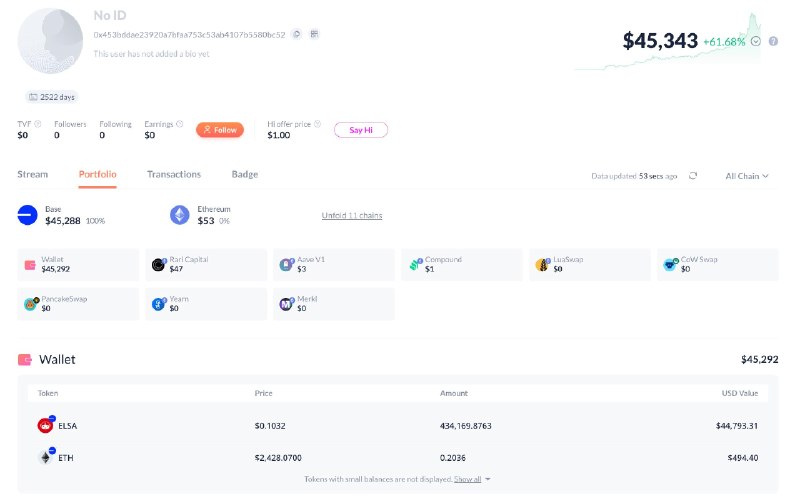 No ID
0x453bddae23920a7bfaa753c53ab4107b5580bc52
This user has not added a bio yet
$45,343 +61.68%
2522 days
TVF Followers Following Earnings Follow Hi offer price Say Hi
$0 0 0 $0 $1.00
Stream Portfolio Transactions Badge Data updated 53 secs ago All Chain
Base Ethereum Unfold 11 chains
$45,288 100% $53 0%
Wallet Rari Capital Aave V1 Compound LuaSwap CoW Swap
$45,292 $47 $3 $1 $0 $0
PancakeSwap Yearn Merkl
$0 $0 $0
Wallet $45,292
Token Price Amount USD Value
ELSA $0.1032 434,169.8763 $44,793.31
ETH $2,428.0700 0.2036 $494.40
Tokens with small balances are not displayed. Show all